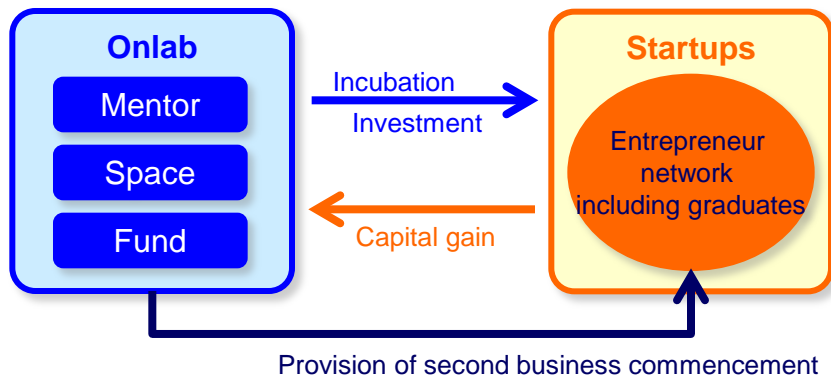 Onlab
Mentor
Space
Fund
Incubation
Investment
Capital gain
Startups
Entrepreneur
network
including graduates
Provision of second business commencement